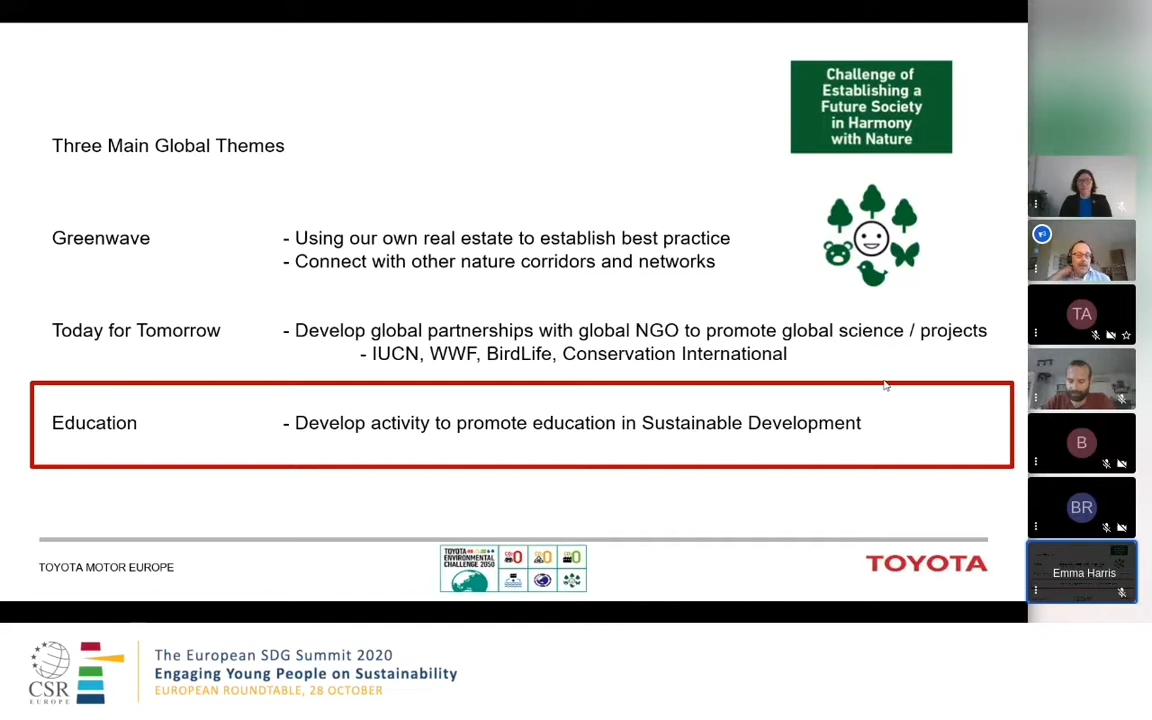 Challenge of
Establishing a
Future Society
in Harmony
with Nature
Three Main Global Themes
Greenwave
- Using our own real estate to establish best practice
- Connect with other nature corridors and networks
Today for Tomorrow
- Develop global partnerships with global NGO to promote global science / projects
- IUCN, WWF, BirdLife, Conservation International
Education
- Develop activity to promote education in Sustainable Development
TOYOTA MOTOR EUROPE
TOYOTA
ENVIRONMENTAL
CHALLENGE 2050
TOYOTA
TA
B
BR
Emma Harris
CSR
EUROPE
The European SDG Summit 2020
Engaging Young People on Sustainability
EUROPEAN ROUNDTABLE, 28 OCTOBER